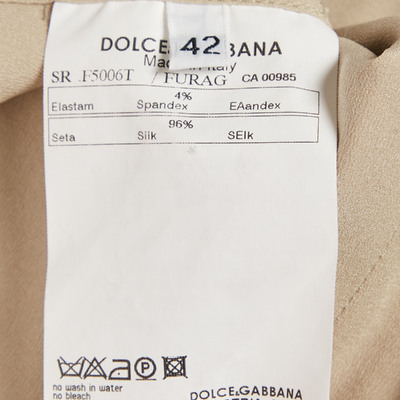 DOLCE&GABBANA
42
Made in Italy
SR F5006T FURAG CA 00985
4%
Elastam Spandex EAandex
96%
Seta Silk SEIk
no wash in water
no bleach
DOLCE&GABBANA